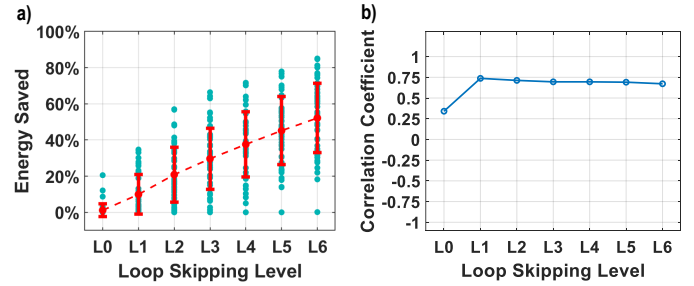 a)
Energy Saved
100%
80%
60%
40%
20%
0%
L0 L1 L2 L3 L4 L5 L6
Loop Skipping Level
b)
Correlation Coefficient
1
0.75
0.5
0.25
0
-0.25
-0.5
-0.75
-1
L0 L1 L2 L3 L4 L5 L6
Loop Skipping Level